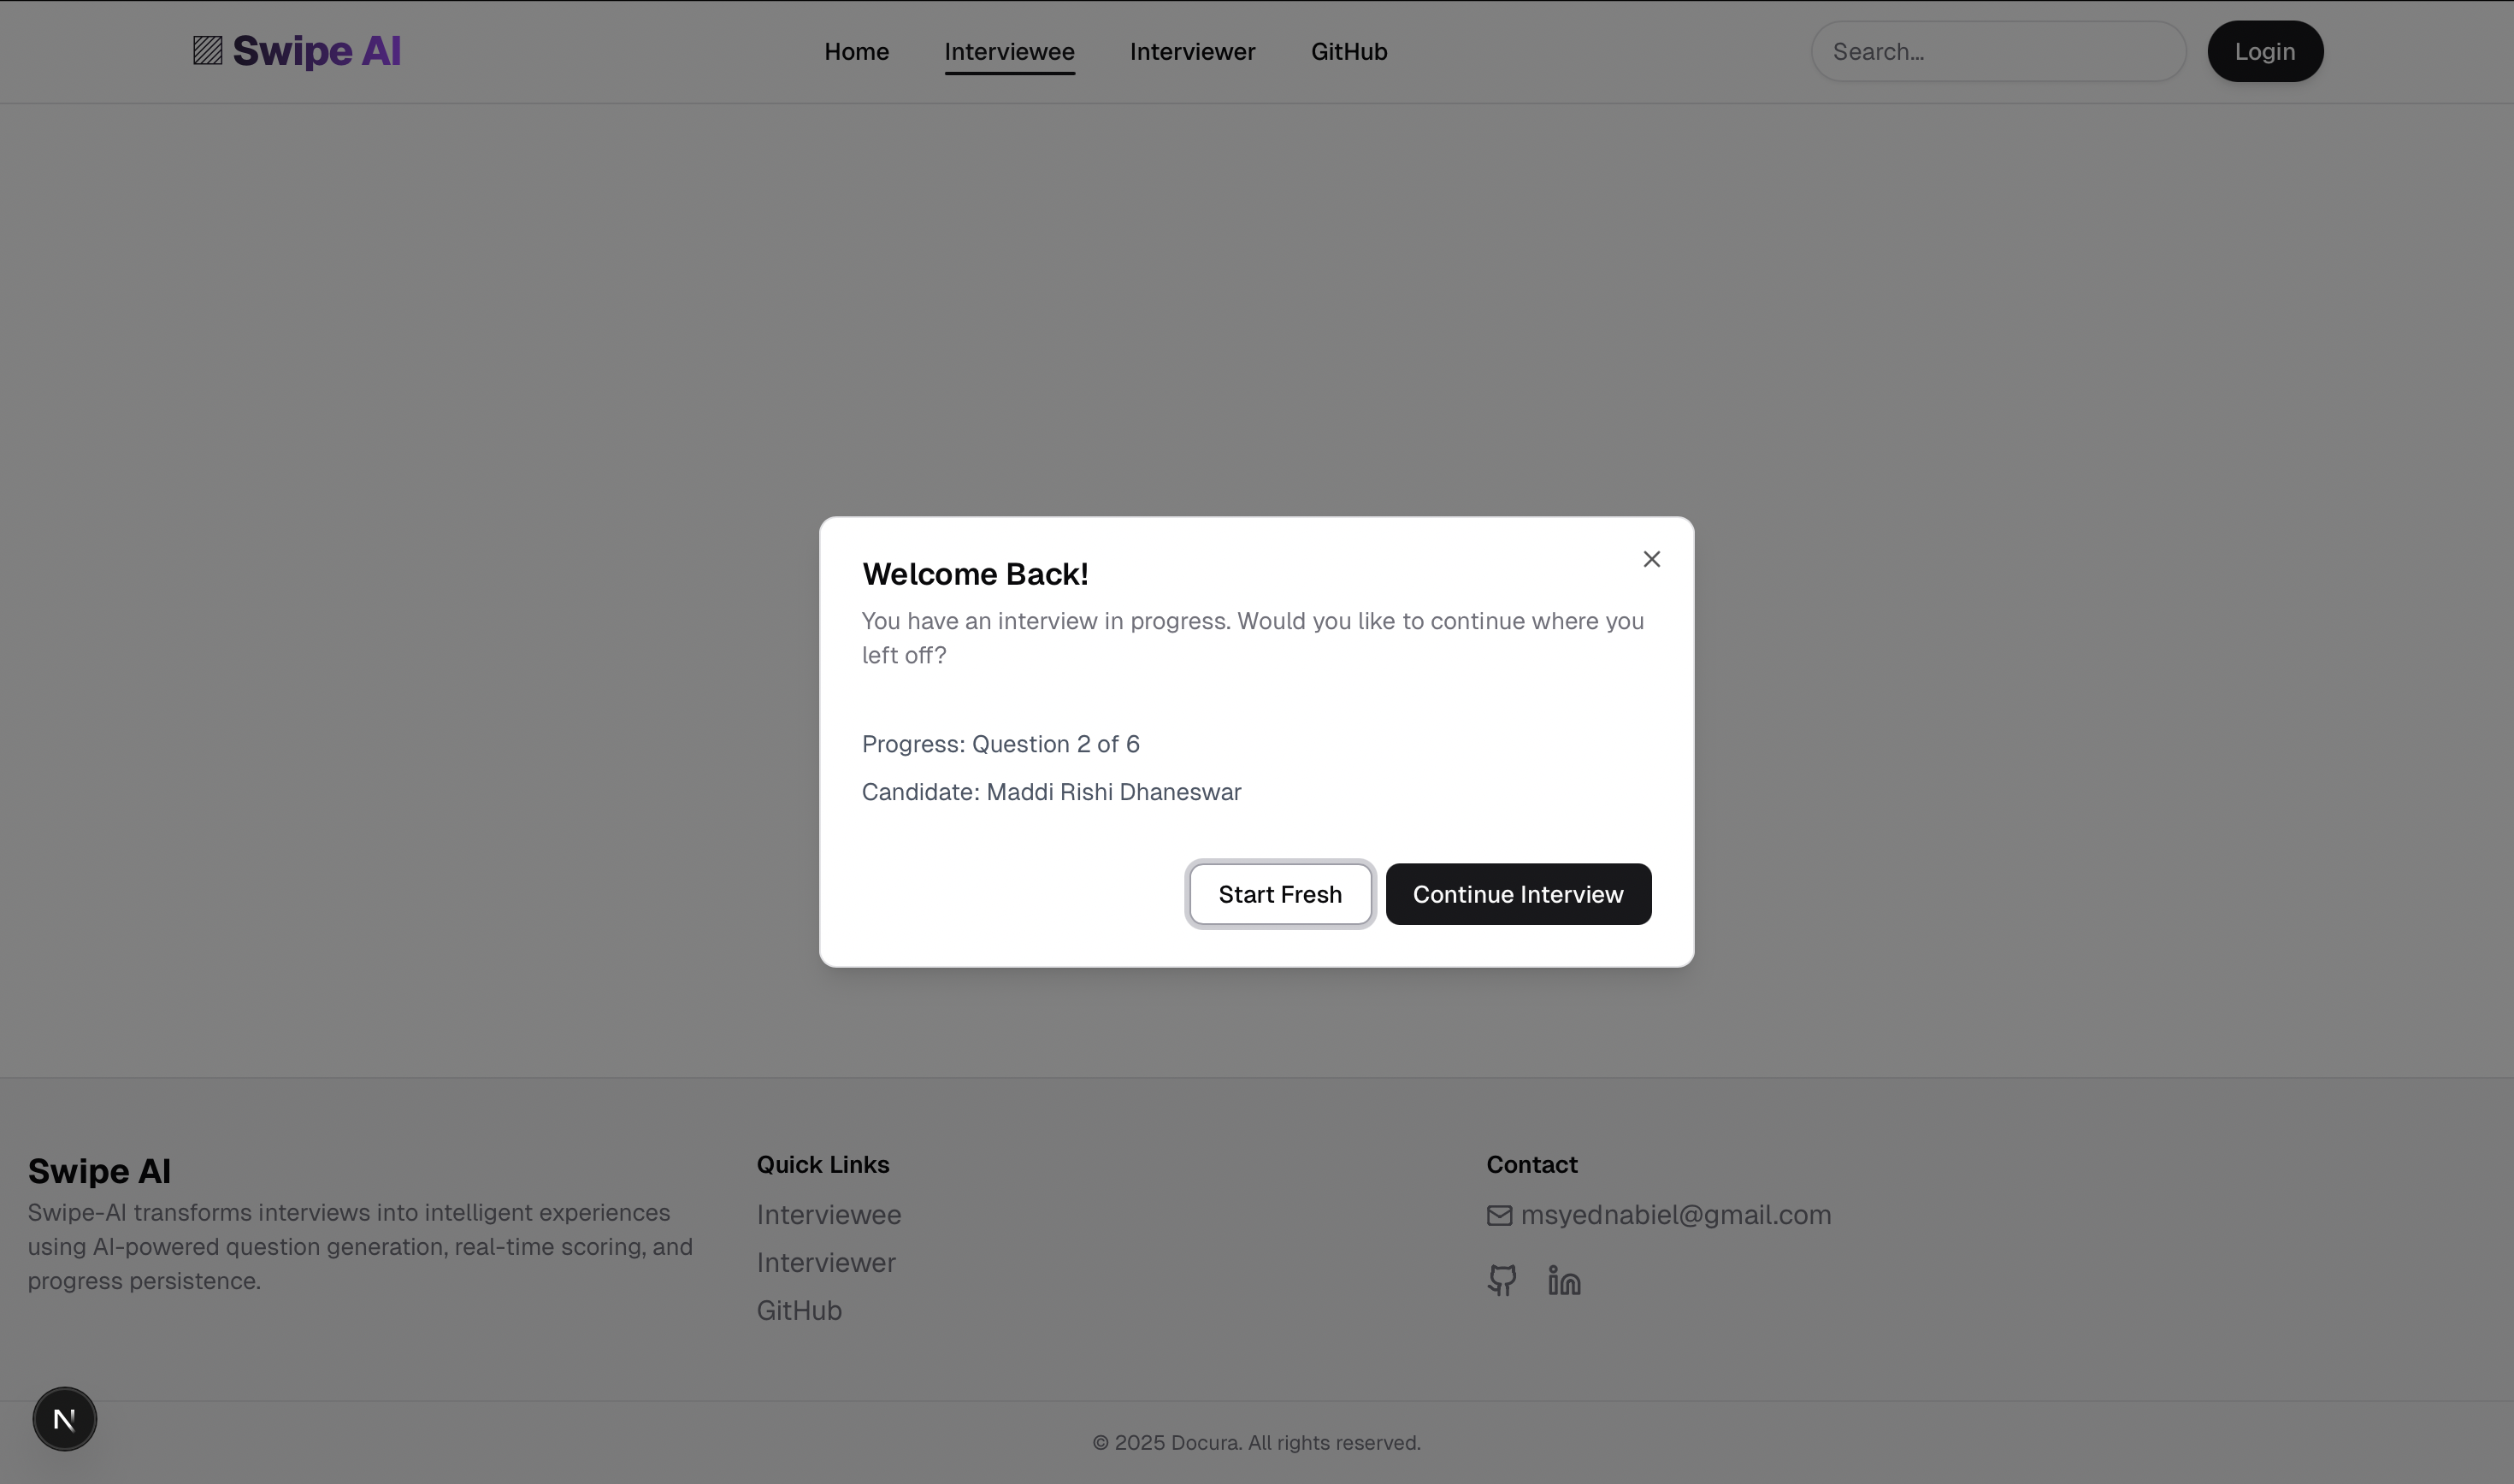 Swipe AI
Home
Interviewee
Interviewer
GitHub
Search...
Login
Welcome Back!
You have an interview in progress. Would you like to continue where you
left off?
Progress: Question 2 of 6
Candidate: Maddi Rishi Dhaneswar
Start Fresh
Continue Interview
Swipe AI
Swipe-AI transforms interviews into intelligent experiences
using AI-powered question generation, real-time scoring, and
progress persistence.
Quick Links
Interviewee
Interviewer
GitHub
Contact
msyednabiel@gmail.com
N
© 2025 Docura. All rights reserved.